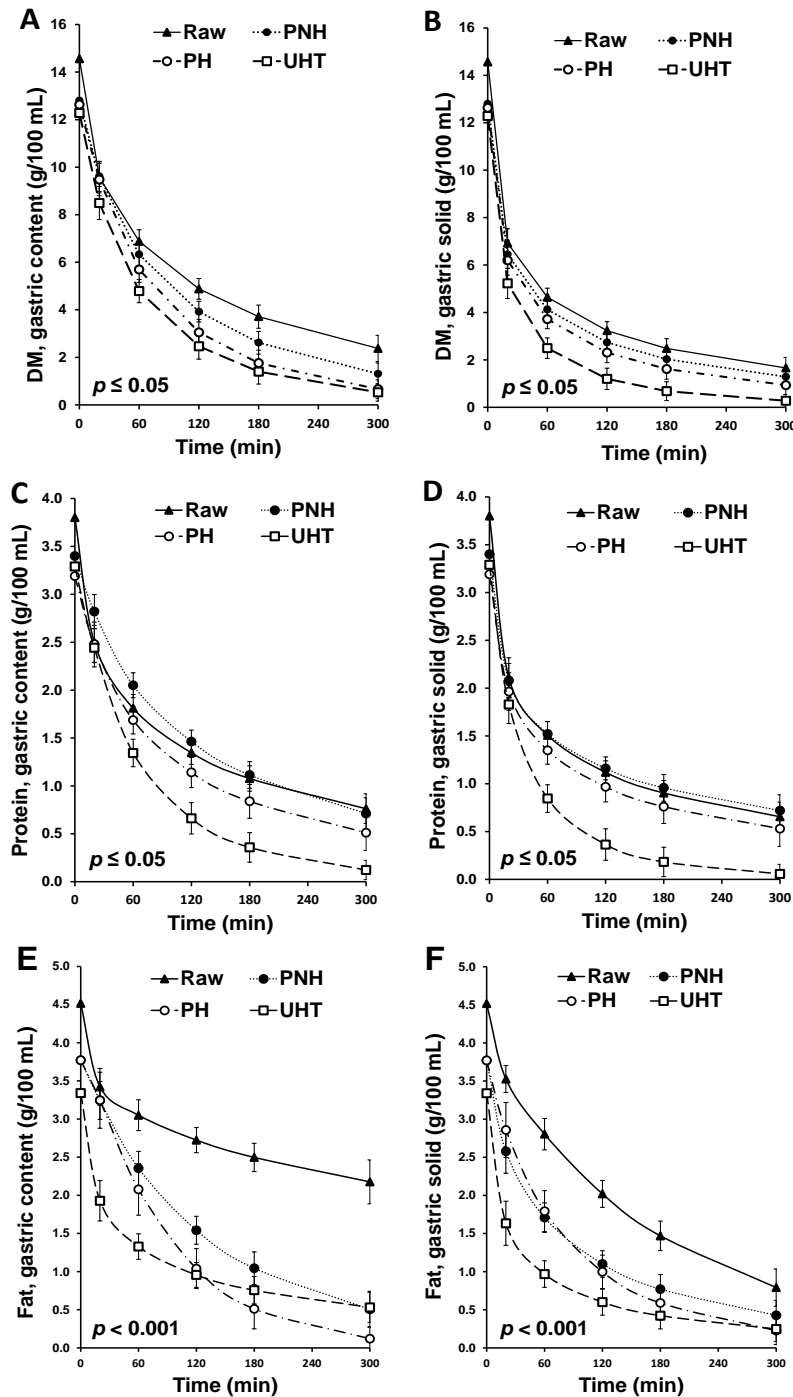 A
Raw PNH
PH UHT
DM, gastric content (g/100 mL)
16
14
12
10
8
6
4
2
0
p ≤ 0.05
0 60 120 180 240 300
Time (min)
B
Raw PNH
PH UHT
DM, gastric solid (g/100 mL)
16
14
12
10
8
6
4
2
0
p ≤ 0.05
0 60 120 180 240 300
Time (min)
C
Raw PNH
PH UHT
Protein, gastric content (g/100 mL)
4.0
3.5
3.0
2.5
2.0
1.5
1.0
0.5
0.0
p ≤ 0.05
0 60 120 180 240 300
Time (min)
D
Raw PNH
PH UHT
Protein, gastric solid (g/100 mL)
4.0
3.5
3.0
2.5
2.0
1.5
1.0
0.5
0.0
p ≤ 0.05
0 60 120 180 240 300
Time (min)
E
Raw PNH
PH UHT
Fat, gastric content (g/100 mL)
5.0
4.5
4.0
3.5
3.0
2.5
2.0
1.5
1.0
0.5
0.0
p < 0.001
0 60 120 180 240 300
Time (min)
F
Raw PNH
PH UHT
Fat, gastric solid (g/100 mL)
5.0
4.5
4.0
3.5
3.0
2.5
2.0
1.5
1.0
0.5
0.0
p < 0.001
0 60 120 180 240 300
Time (min)